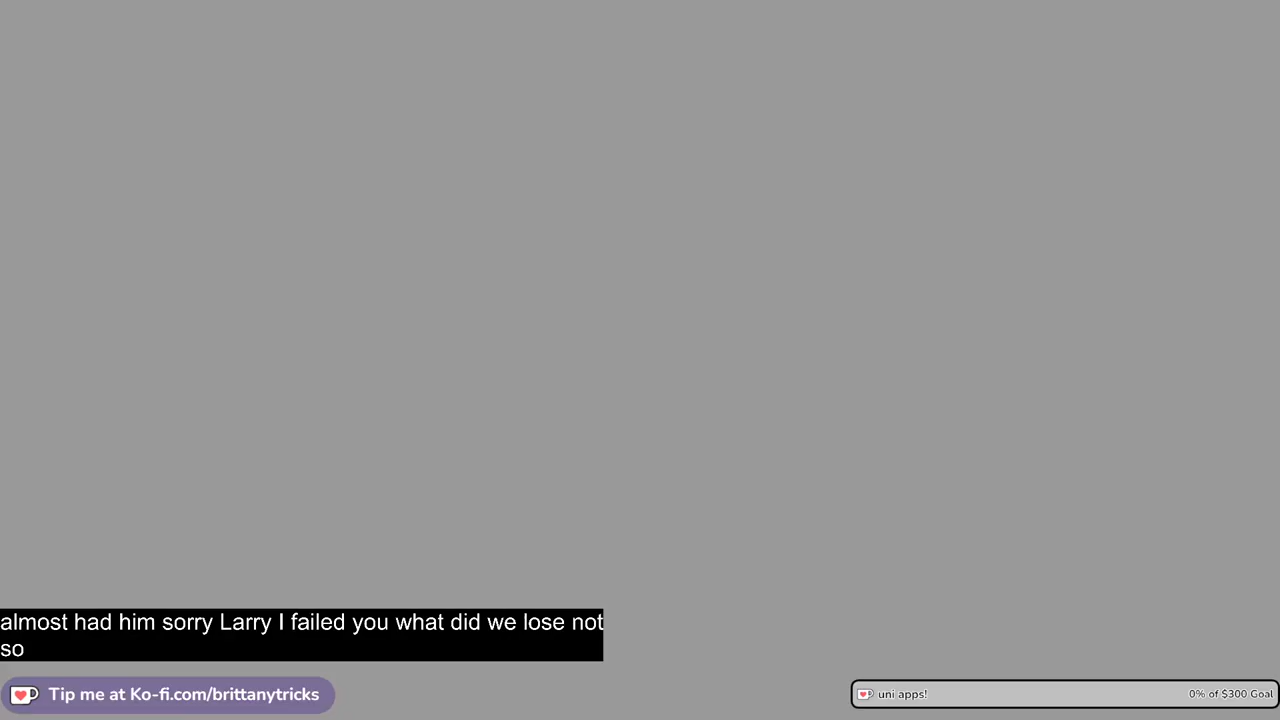 almost had him sorry Larry I failed you what did we lose not
so
Tip me at Ko-fi.com/brittanytricks
uni apps!
0% of $300 Goal